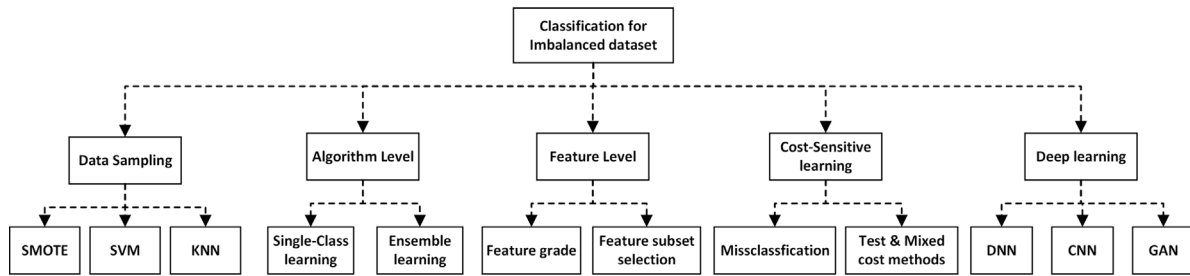 Classification for
Imbalanced dataset
Data Sampling
Algorithm Level
Feature Level
Cost-Sensitive
learning
Deep learning
SMOTE
SVM
KNN
Single-Class
learning
Ensemble
learning
Feature grade
Feature subset
selection
Missclassfication
Test & Mixed
cost methods
DNN
CNN
GAN